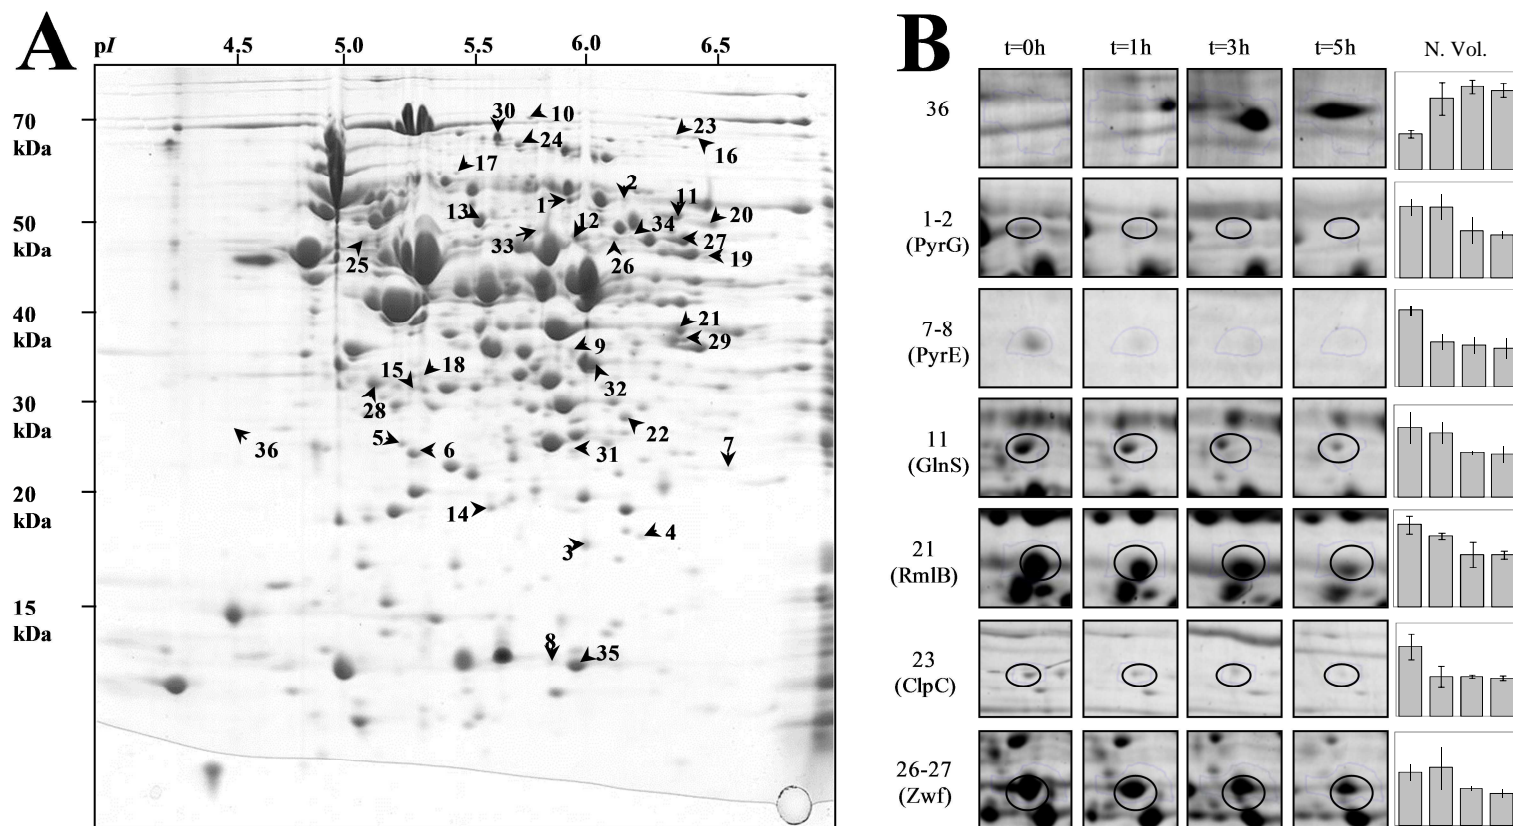 A
pI 4.5 5.0 5.5 6.0 6.5
70
kDa
50
kDa
40
kDa
30
kDa
20
kDa
15
kDa
30 10
24 23
16
17
2
1 11
13 12 34 20
33 27
25 26 19
21
9 29
15 18
32
28
22
36 5 6 7
31
14
4
3
8
35
B
t=0h t=1h t=3h t=5h N. Vol.
36
1-2
(PyrG)
7-8
(PyrE)
11
(GlnS)
21
(RmlB)
23
(ClpC)
26-27
(Zwf)